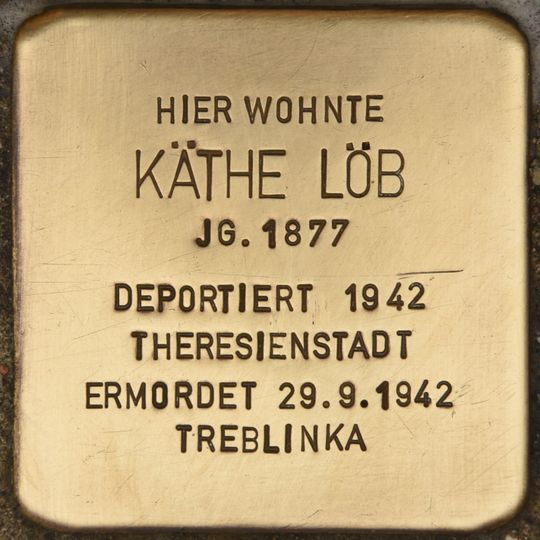 HIER WOHNTE
KÄTHE LÖB
JG. 1877
DEPORTIERT 1942
THERESIENSTADT
ERMORDET 29.9.1942
TREBLINKA